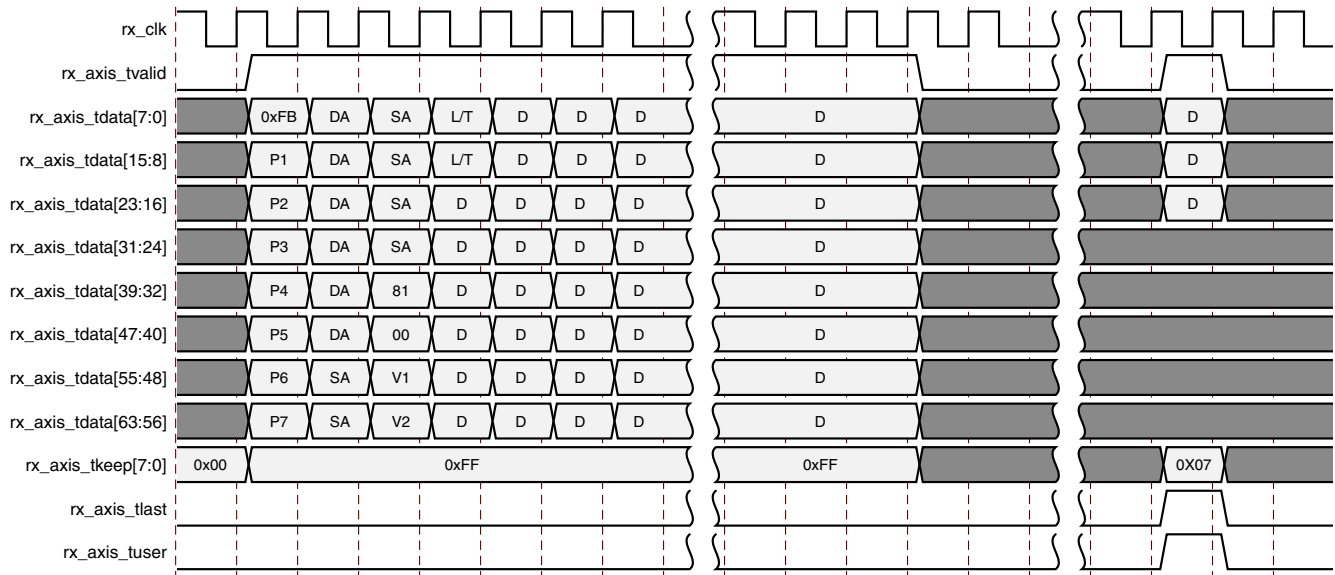 rx_clk
rx_axis_tvalid
rx_axis_tdata[7:0] 0xFB DA SA L/T D D D D D
rx_axis_tdata[15:8] P1 DA SA L/T D D D D D
rx_axis_tdata[23:16] P2 DA SA D D D D D D
rx_axis_tdata[31:24] P3 DA SA D D D D D
rx_axis_tdata[39:32] P4 DA 81 D D D D D
rx_axis_tdata[47:40] P5 DA 00 D D D D D
rx_axis_tdata[55:48] P6 SA V1 D D D D D
rx_axis_tdata[63:56] P7 SA V2 D D D D D
rx_axis_tkeep[7:0] 0x00 0xFF 0xFF 0X07
rx_axis_tlast
rx_axis_tuser